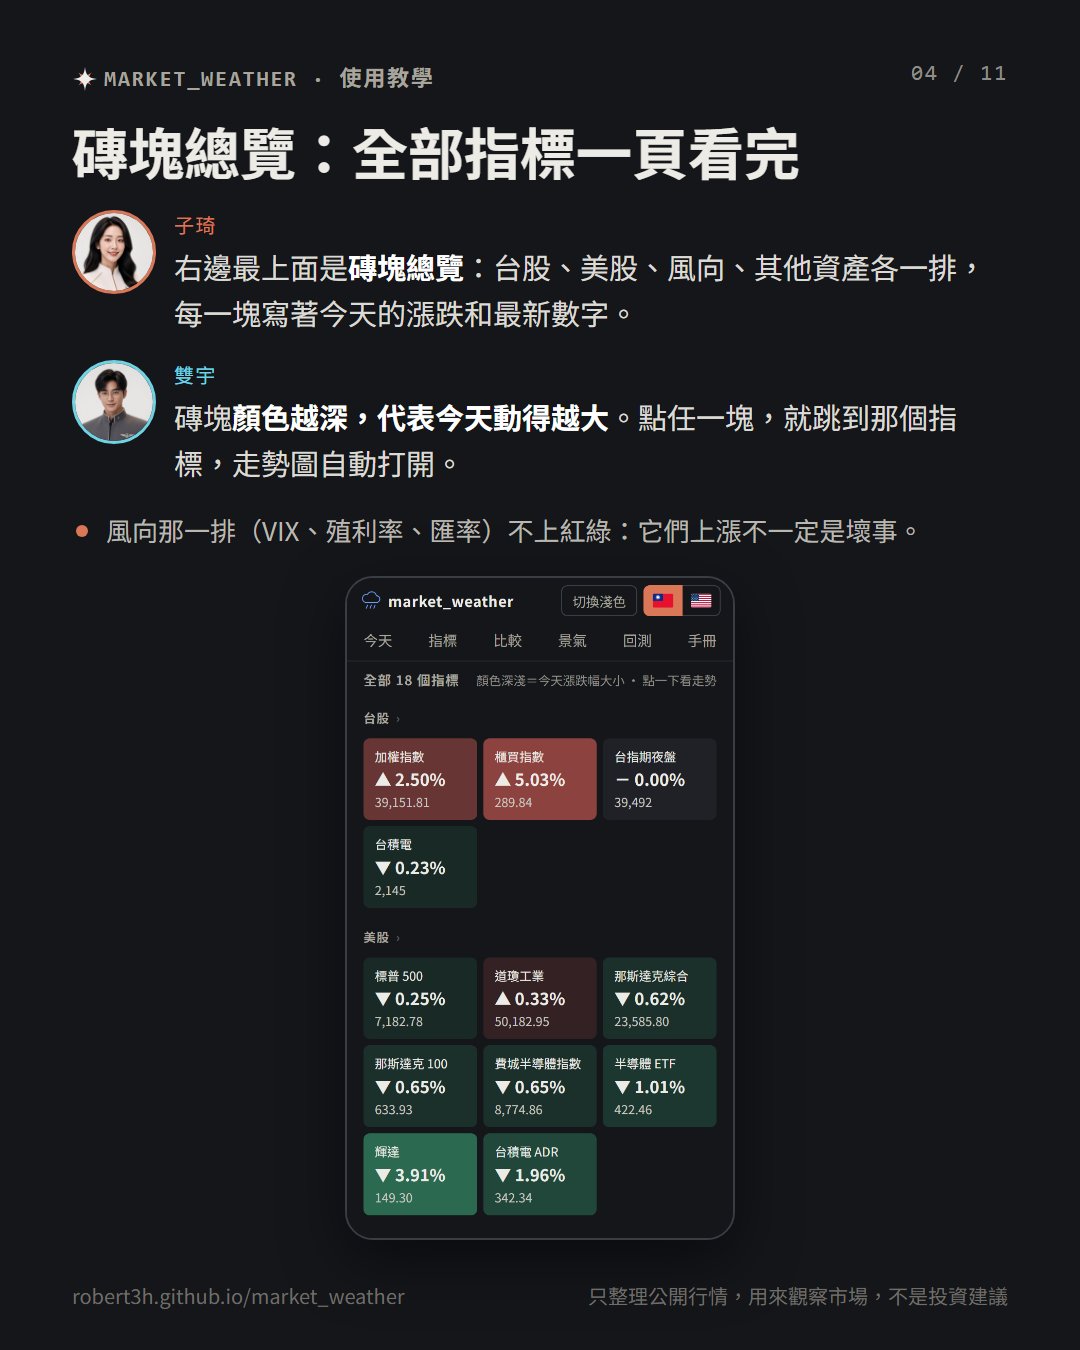 MARKET_WEATHER · 使用教學
04 / 11
磚塊總覽：全部指標一頁看完
子琦
右邊最上面是磚塊總覽：台股、美股、風向、其他資產各一排，
每一塊寫著今天的漲跌和最新數字。
雙宇
磚塊顏色越深，代表今天動得越大。點任一塊，就跳到那個指
標，走勢圖自動打開。
風向那一排（VIX、殖利率、匯率）不上紅綠：它們上漲不一定是壞事。
market_weather
切換淺色
今天 指標 比較 景氣 回測 手冊
全部 18 個指標 顏色深淺＝今天漲跌幅大小・點一下看走勢
台股 ›
加權指數 櫃買指數 台指期夜盤
▲ 2.50% ▲ 5.03% — 0.00%
39,151.81 289.84 39,492
台積電
▼ 0.23%
2,145
美股 ›
標普 500 道瓊工業 那斯達克綜合
▼ 0.25% ▲ 0.33% ▼ 0.62%
7,182.78 50,182.95 23,585.80
那斯達克 100 費城半導體指數 半導體 ETF
▼ 0.65% ▼ 0.65% ▼ 1.01%
633.93 8,774.86 422.46
輝達 台積電 ADR
▼ 3.91% ▼ 1.96%
149.30 342.34
robert3h.github.io/market_weather
只整理公開行情，用來觀察市場，不是投資建議